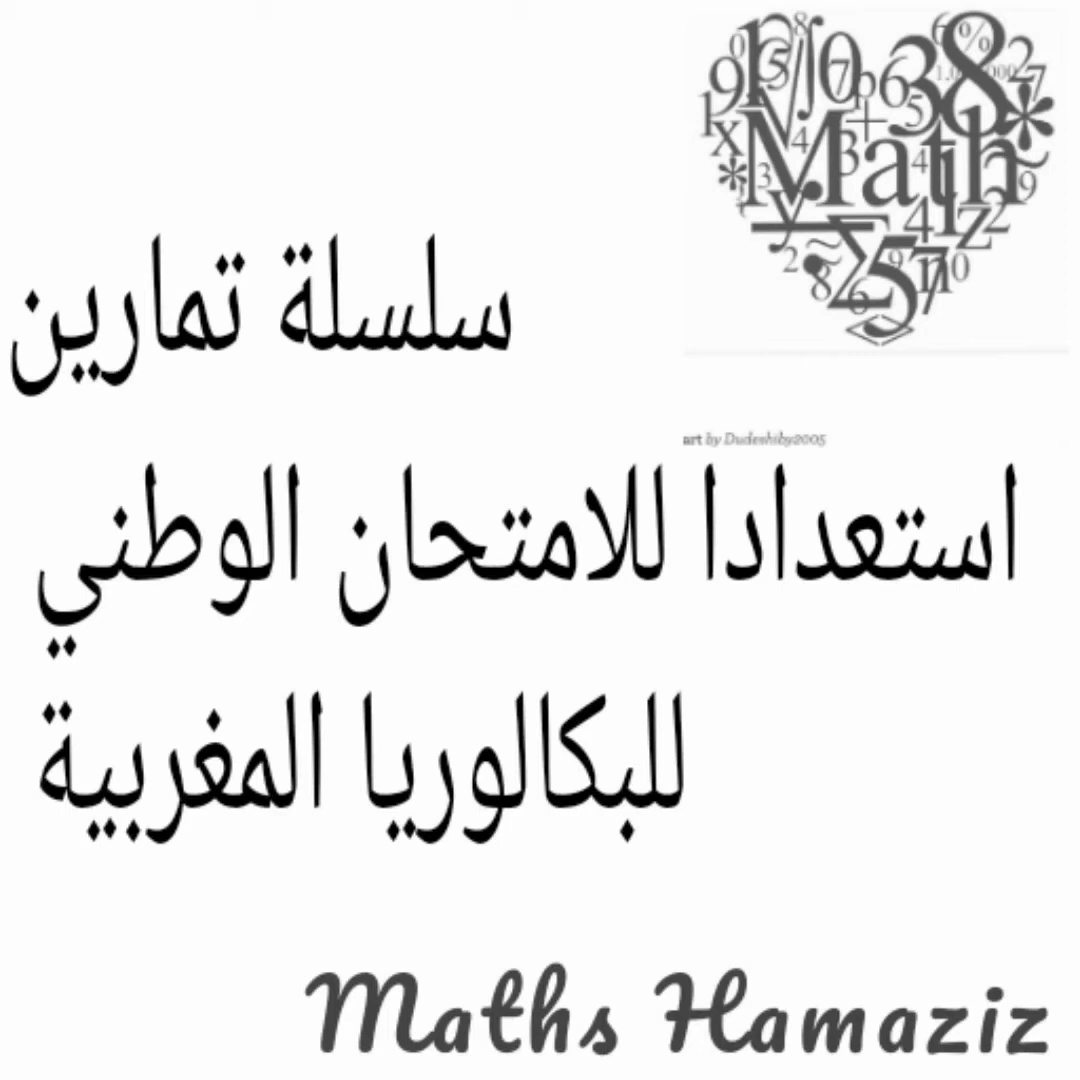 Math
سلسلة تمارين
art by Dudeshiby2005
استعدادا للامتحان الوطني
للبكالوريا المغربية
Maths Hamaziz